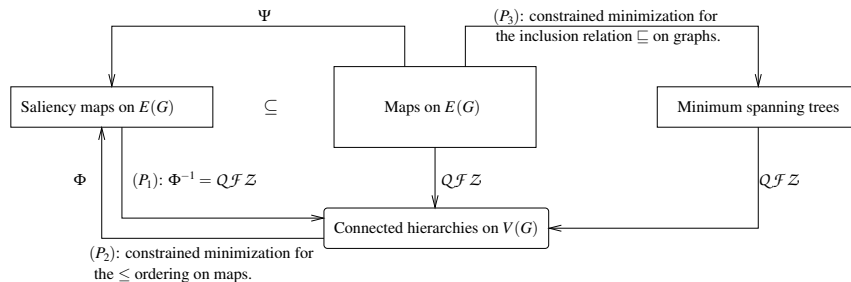 Ψ
(P₃): constrained minimization for
the inclusion relation ⊑ on graphs.
Saliency maps on E(G)
⊆
Maps on E(G)
Minimum spanning trees
Φ
(P₁): Φ⁻¹ = QFZ
QFZ
QFZ
Connected hierarchies on V(G)
(P₂): constrained minimization for
the ≤ ordering on maps.